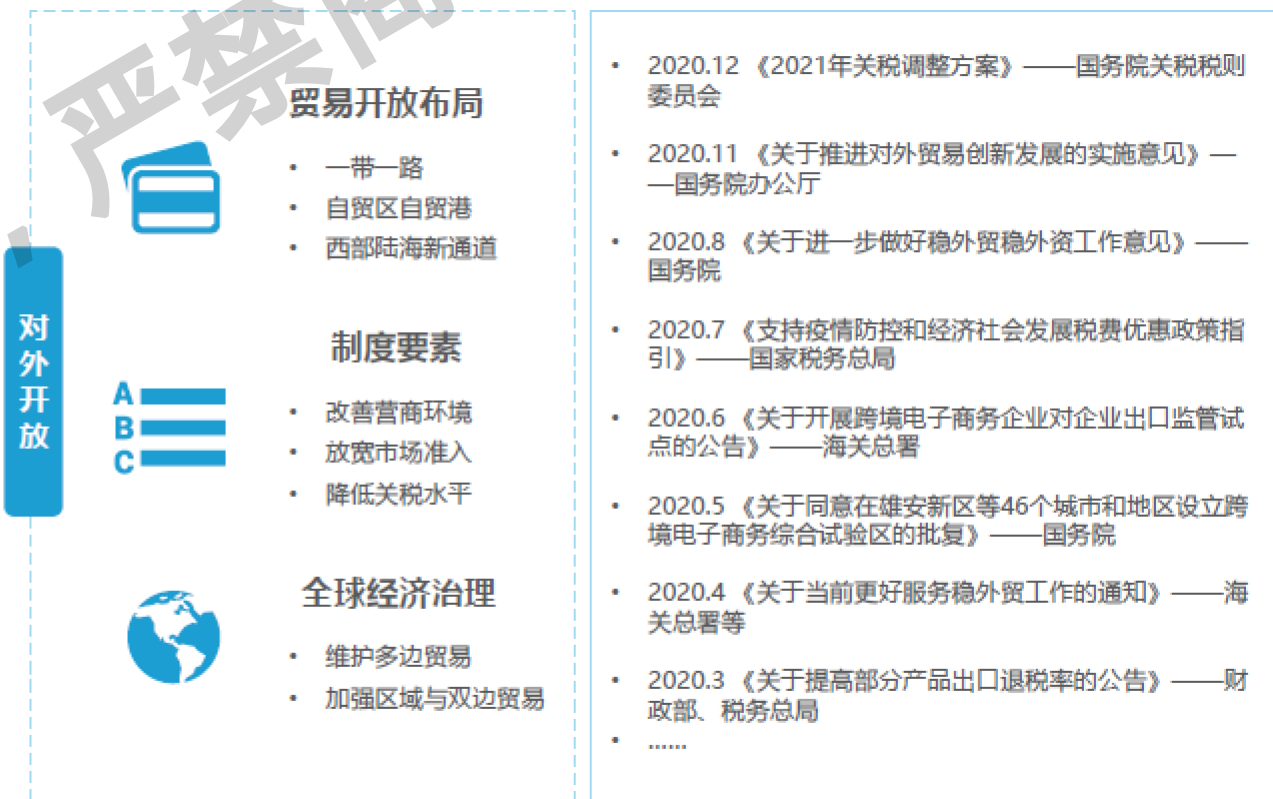 严禁商
对外开放
贸易开放布局
• 一带一路
• 自贸区自贸港
• 西部陆海新通道
A
B
C
制度要素
• 改善营商环境
• 放宽市场准入
• 降低关税水平
全球经济治理
• 维护多边贸易
• 加强区域与双边贸易
• 2020.12 《2021年关税调整方案》——国务院关税税则
委员会
• 2020.11 《关于推进对外贸易创新发展的实施意见》—
—国务院办公厅
• 2020.8 《关于进一步做好稳外贸稳外资工作意见》——
国务院
• 2020.7 《支持疫情防控和经济社会发展税费优惠政策指
引》——国家税务总局
• 2020.6 《关于开展跨境电子商务企业对企业出口监管试
点的公告》——海关总署
• 2020.5 《关于同意在雄安新区等46个城市和地区设立跨
境电子商务综合试验区的批复》——国务院
• 2020.4 《关于当前更好服务稳外贸工作的通知》——海
关总署等
• 2020.3 《关于提高部分产品出口退税率的公告》——财
政部、税务总局
• ......